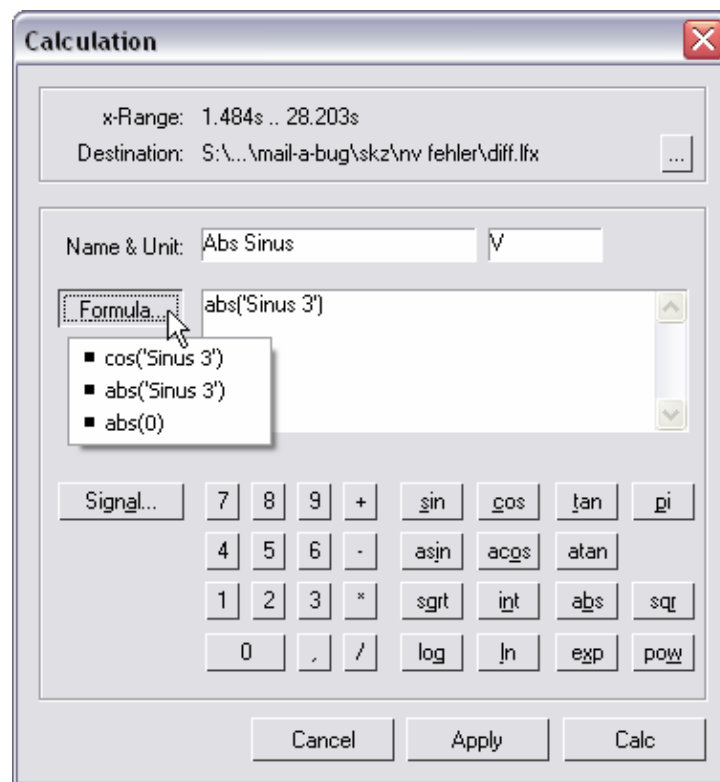 Calculation
x-Range: 1.484s .. 28.203s
Destination: S:\...\mail-a-bug\skz\nv fehler\diff.lfx ...
Name & Unit: Abs Sinus V
Formula... abs('Sinus 3')
cos('Sinus 3')
abs('Sinus 3')
abs(0)
Signal... 7 8 9 + sin cos tan pi
4 5 6 - asin acos atan
1 2 3 * sqrt int abs sqr
0 , / log ln exp pow
Cancel Apply Calc